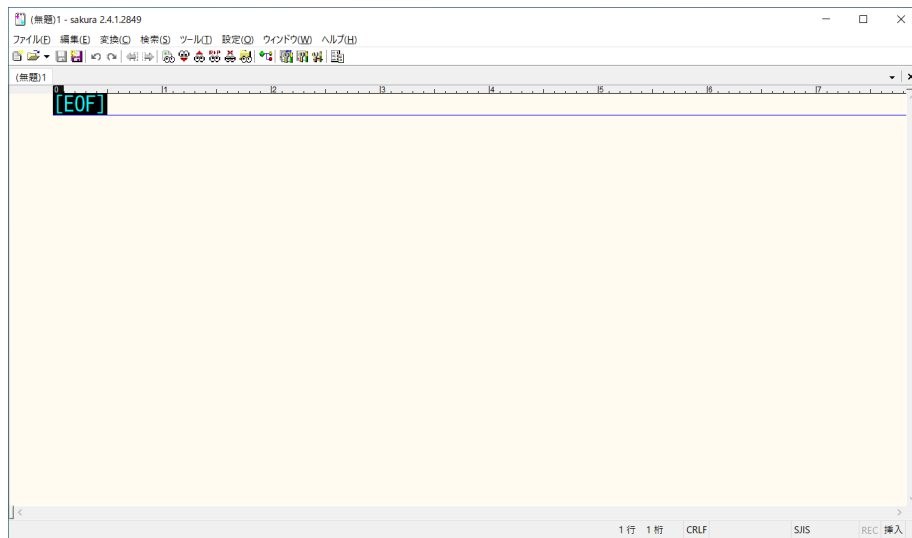 (無題)1 - sakura 2.4.1.2849
ファイル(F) 編集(E) 変換(C) 検索(S) ツール(T) 設定(O) ウィンドウ(W) ヘルプ(H)
(無題)1
0 1 2 3 4 5 6 7
[EOF]
1 行 1 桁 CRLF SJIS REC 挿入